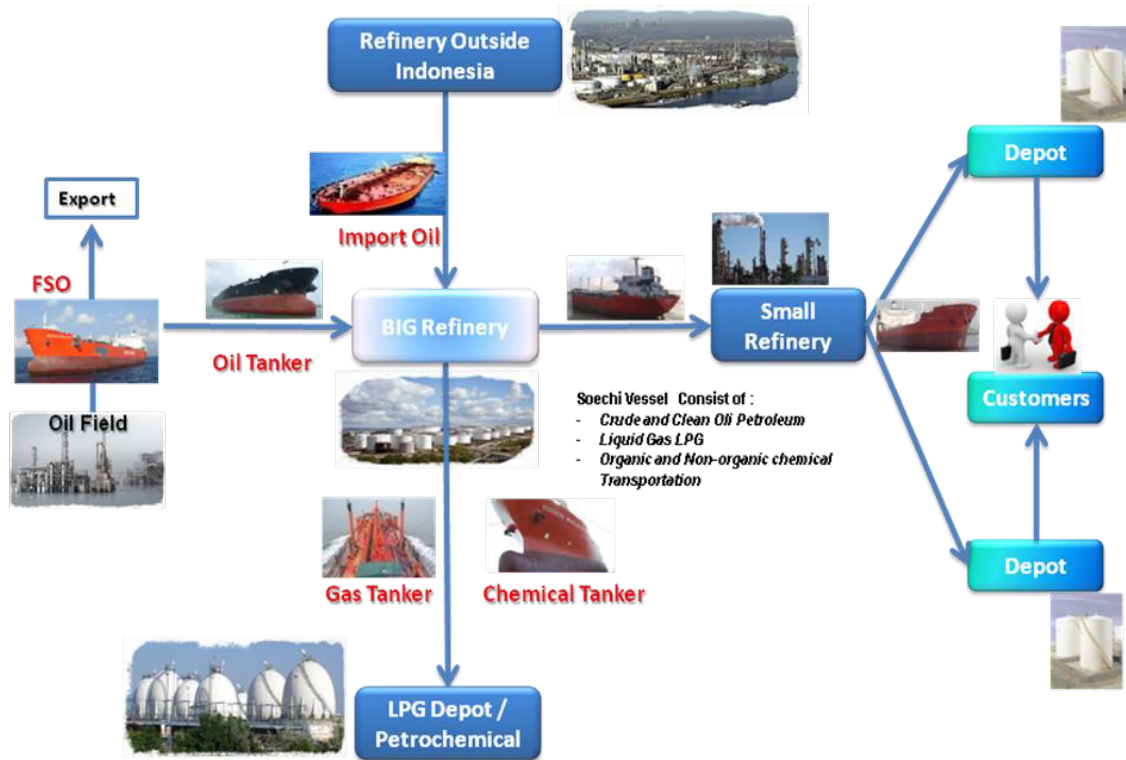 Refinery Outside
Indonesia
Depot
Export
Import Oil
FSO
BIG Refinery
Small
Refinery
Oil Tanker
Customers
Oil Field
Soechi Vessel Consist of :
- Crude and Clean Oli Petroleum
- Liquid Gas LPG
- Organic and Non-organic chemical
Transportation
Gas Tanker
Chemical Tanker
Depot
LPG Depot /
Petrochemical